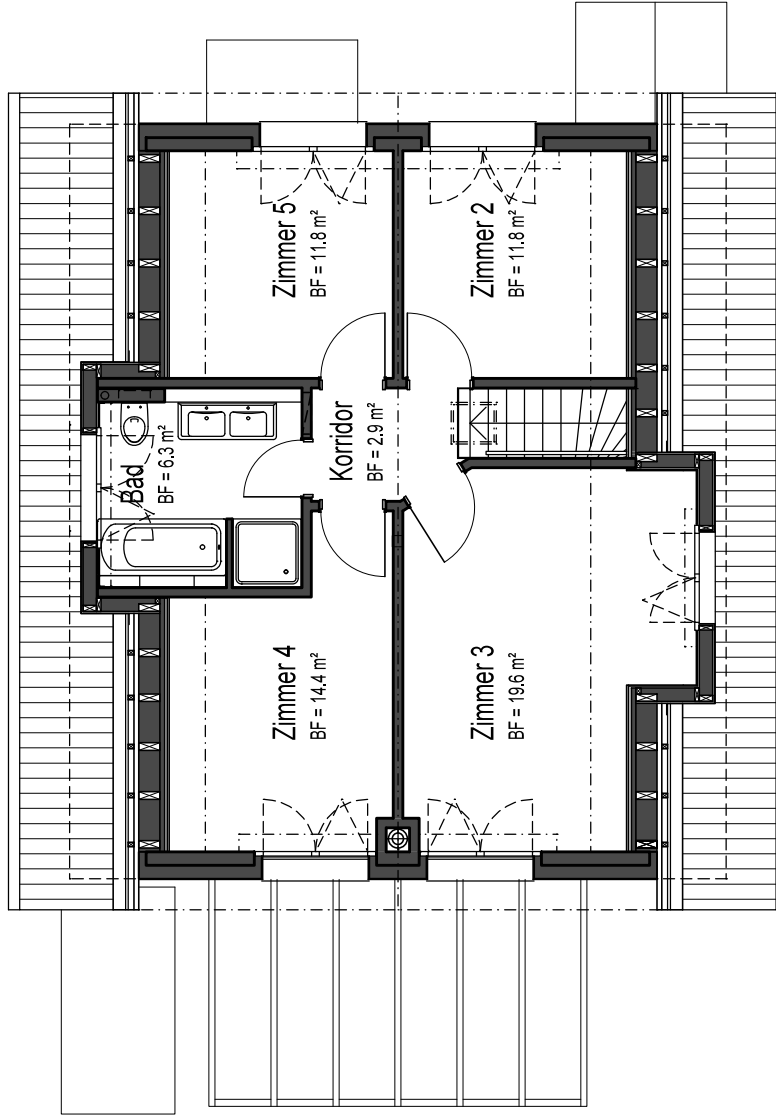 Zimmer 5
BF = 11.8 m²
Zimmer 2
BF = 11.8 m²
Bad
BF = 6.3 m²
Korridor
BF = 2.9 m²
Zimmer 4
BF = 14.4 m²
Zimmer 3
BF = 19.6 m²